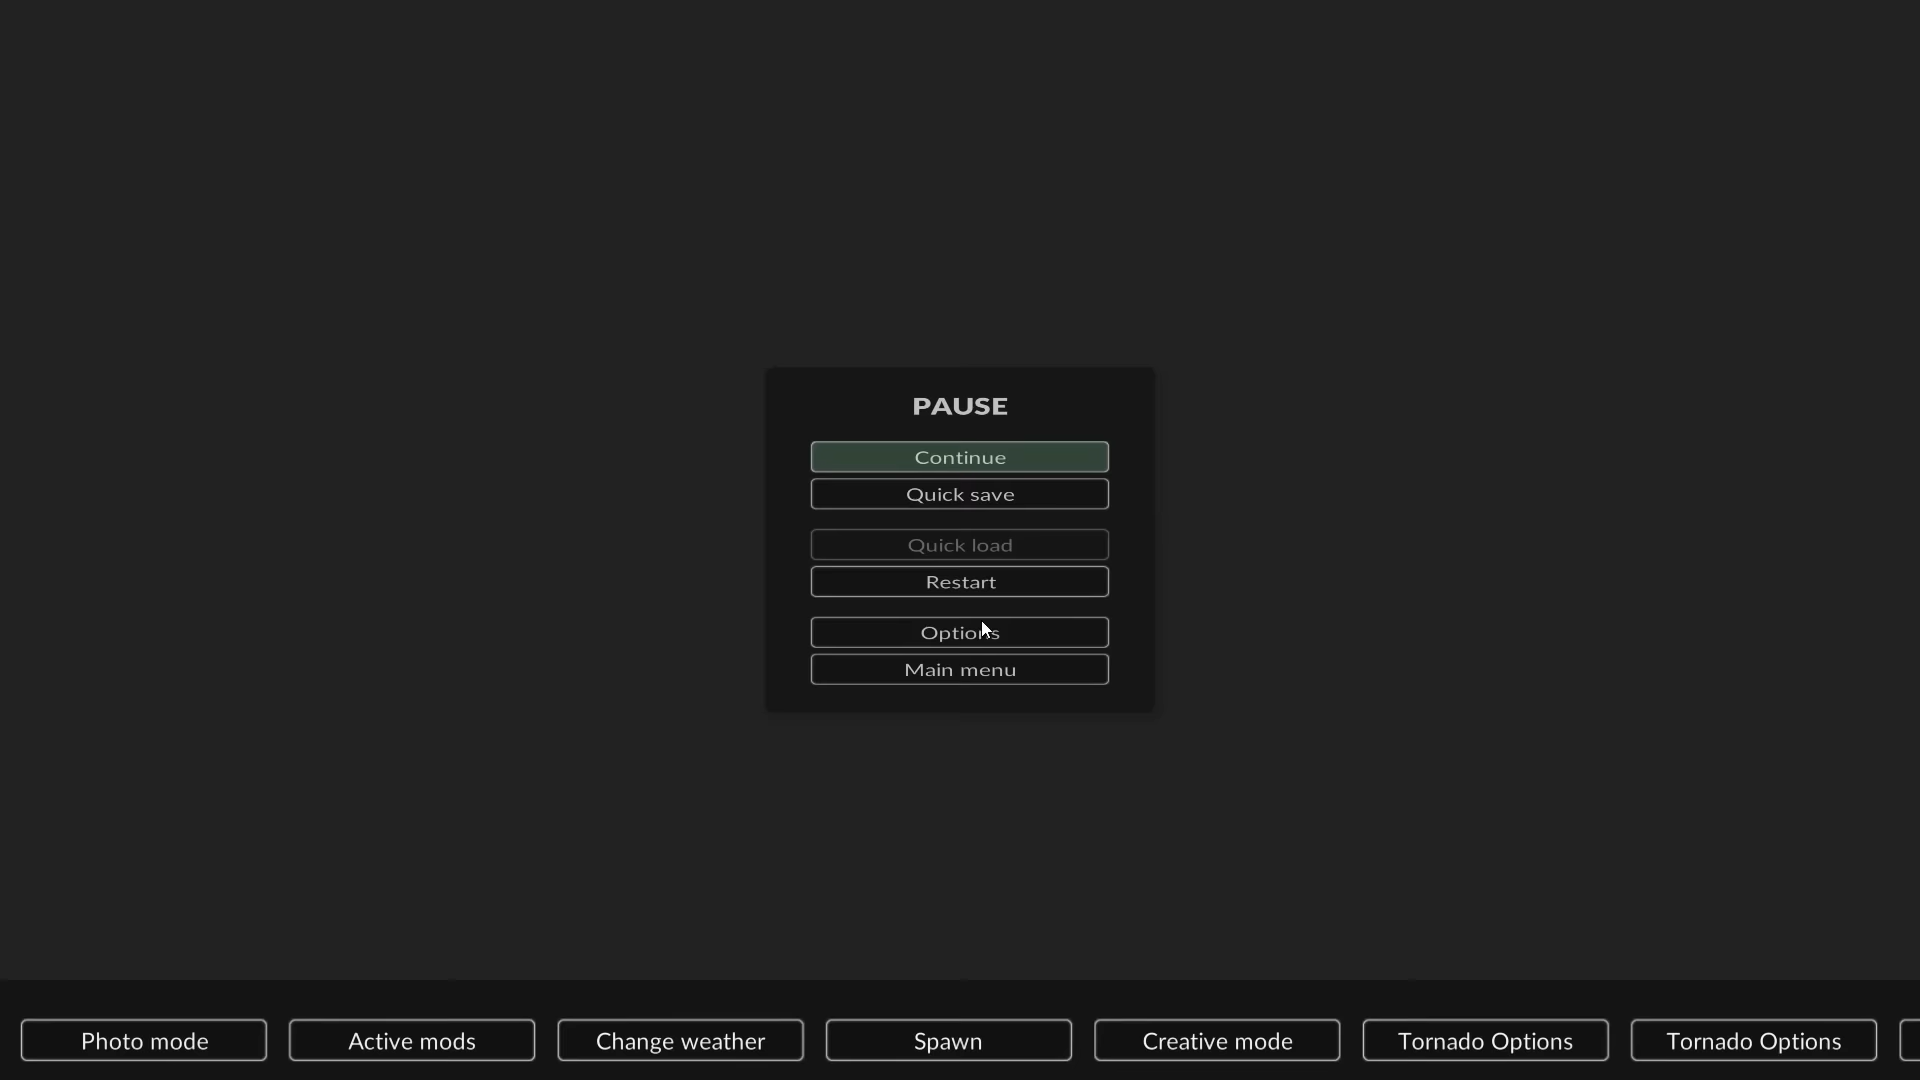 PAUSE
Continue
Quick save
Quick load
Restart
Options
Main menu
Photo mode
Active mods
Change weather
Spawn
Creative mode
Tornado Options
Tornado Options